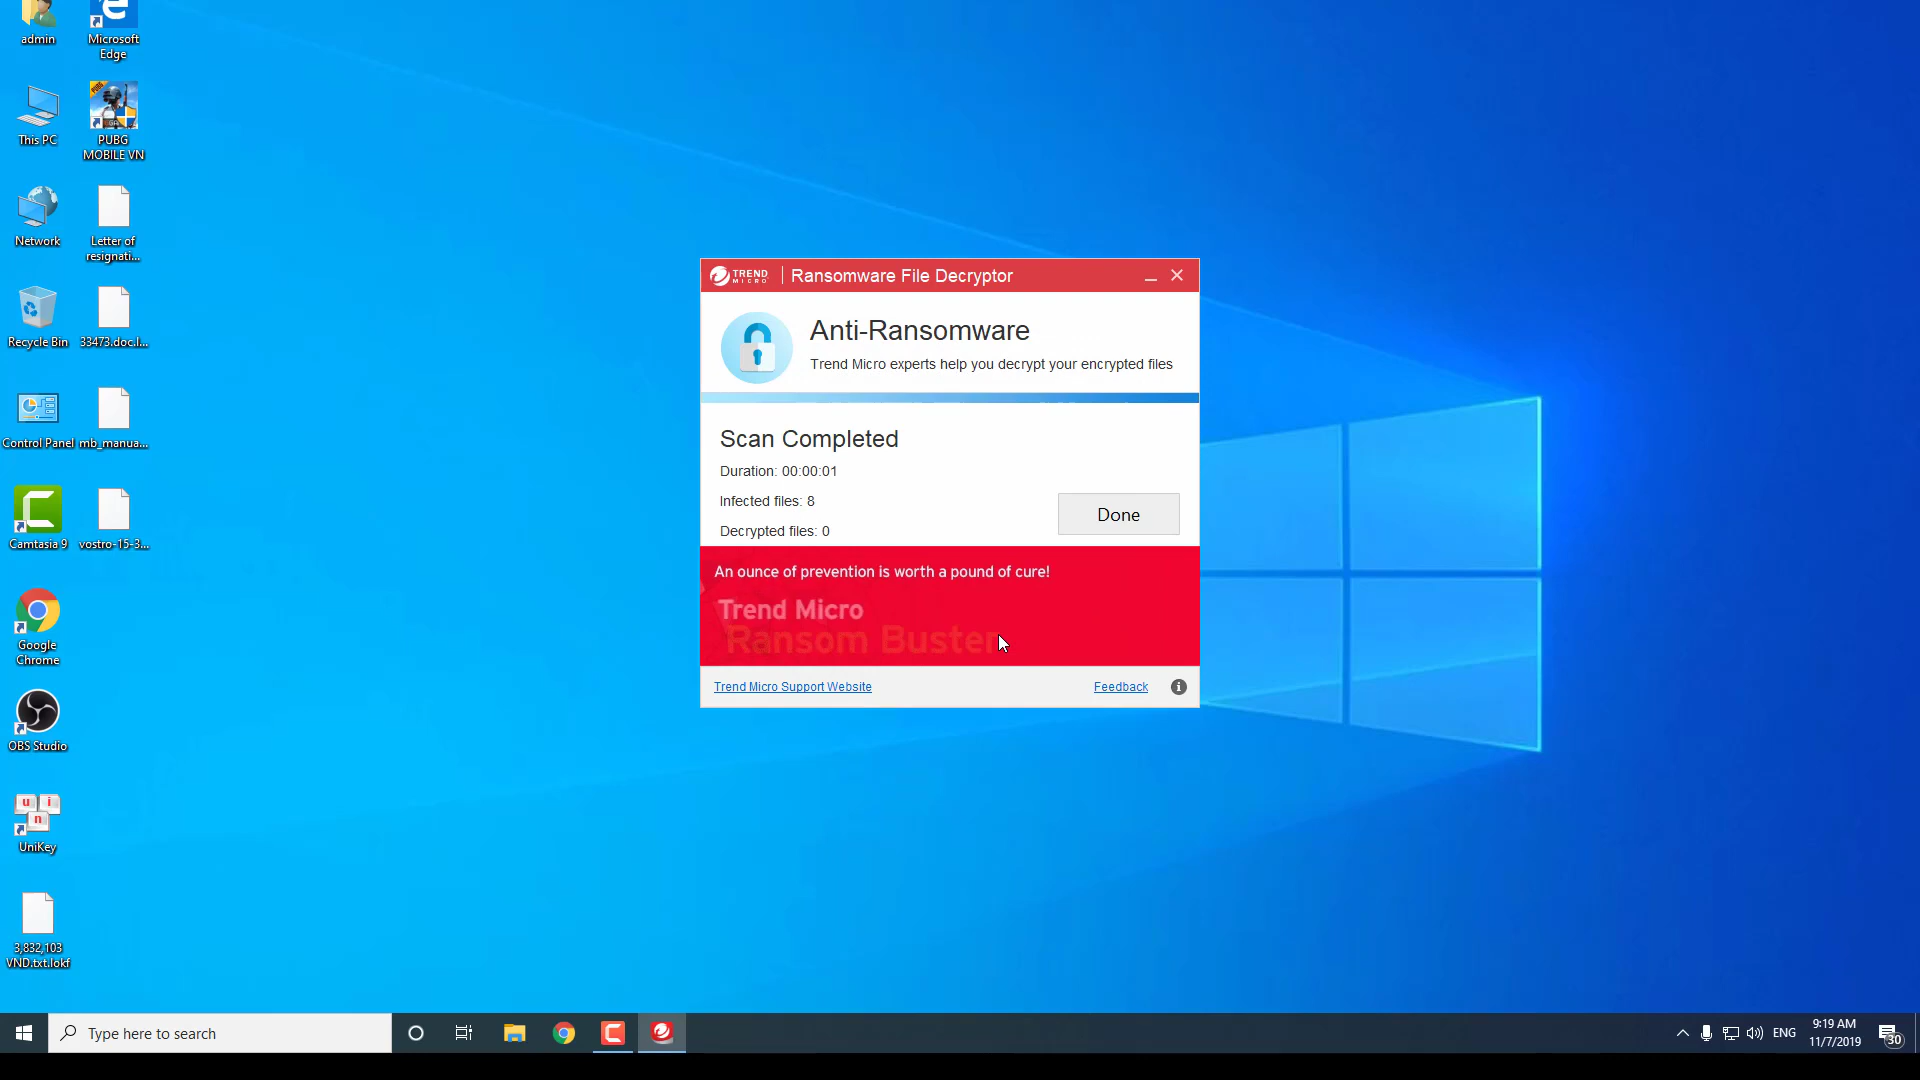 admin
Microsoft
Edge
This PC
PUBG
MOBILE VN
Network
Letter of
resignati...
Recycle Bin
33473.doc.l...
Control Panel
mb_manua...
Camtasia 9
vostro-15-3...
Google
Chrome
OBS Studio
UniKey
3,832,103
VND.txt.lokf
TREND
MICRO
Ransomware File Decryptor
Anti-Ransomware
Trend Micro experts help you decrypt your encrypted files
Scan Completed
Duration: 00:00:01
Infected files: 8
Decrypted files: 0
Done
An ounce of prevention is worth a pound of cure!
Trend Micro
Ransom Buster
Trend Micro Support Website
Feedback
Type here to search
ENG
9:19 AM
11/7/2019
30